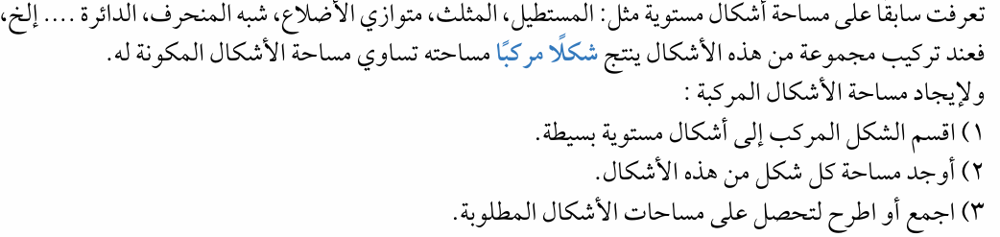 تعرفت سابقًا على مساحة أشكال مستوية مثل: المستطيل، المثلث، متوازي الأضلاع، شبه المنحرف، الدائرة .... إلخ،
فعند تركيب مجموعة من هذه الأشكال ينتج شكلًا مركبًا مساحته تساوي مساحة الأشكال المكونة له.
ولإيجاد مساحة الأشكال المركبة :
١) اقسم الشكل المركب إلى أشكال مستوية بسيطة.
٢) أوجد مساحة كل شكل من هذه الأشكال.
٣) اجمع أو اطرح لتحصل على مساحات الأشكال المطلوبة.